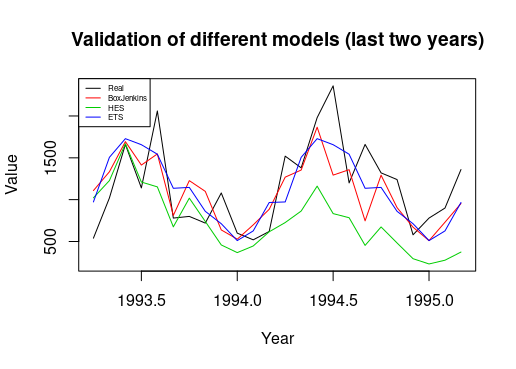 Validation of different models (last two years)
Real
BoxJenkins
HES
ETS
Value
1500
500
1993.5 1994.0 1994.5 1995.0
Year